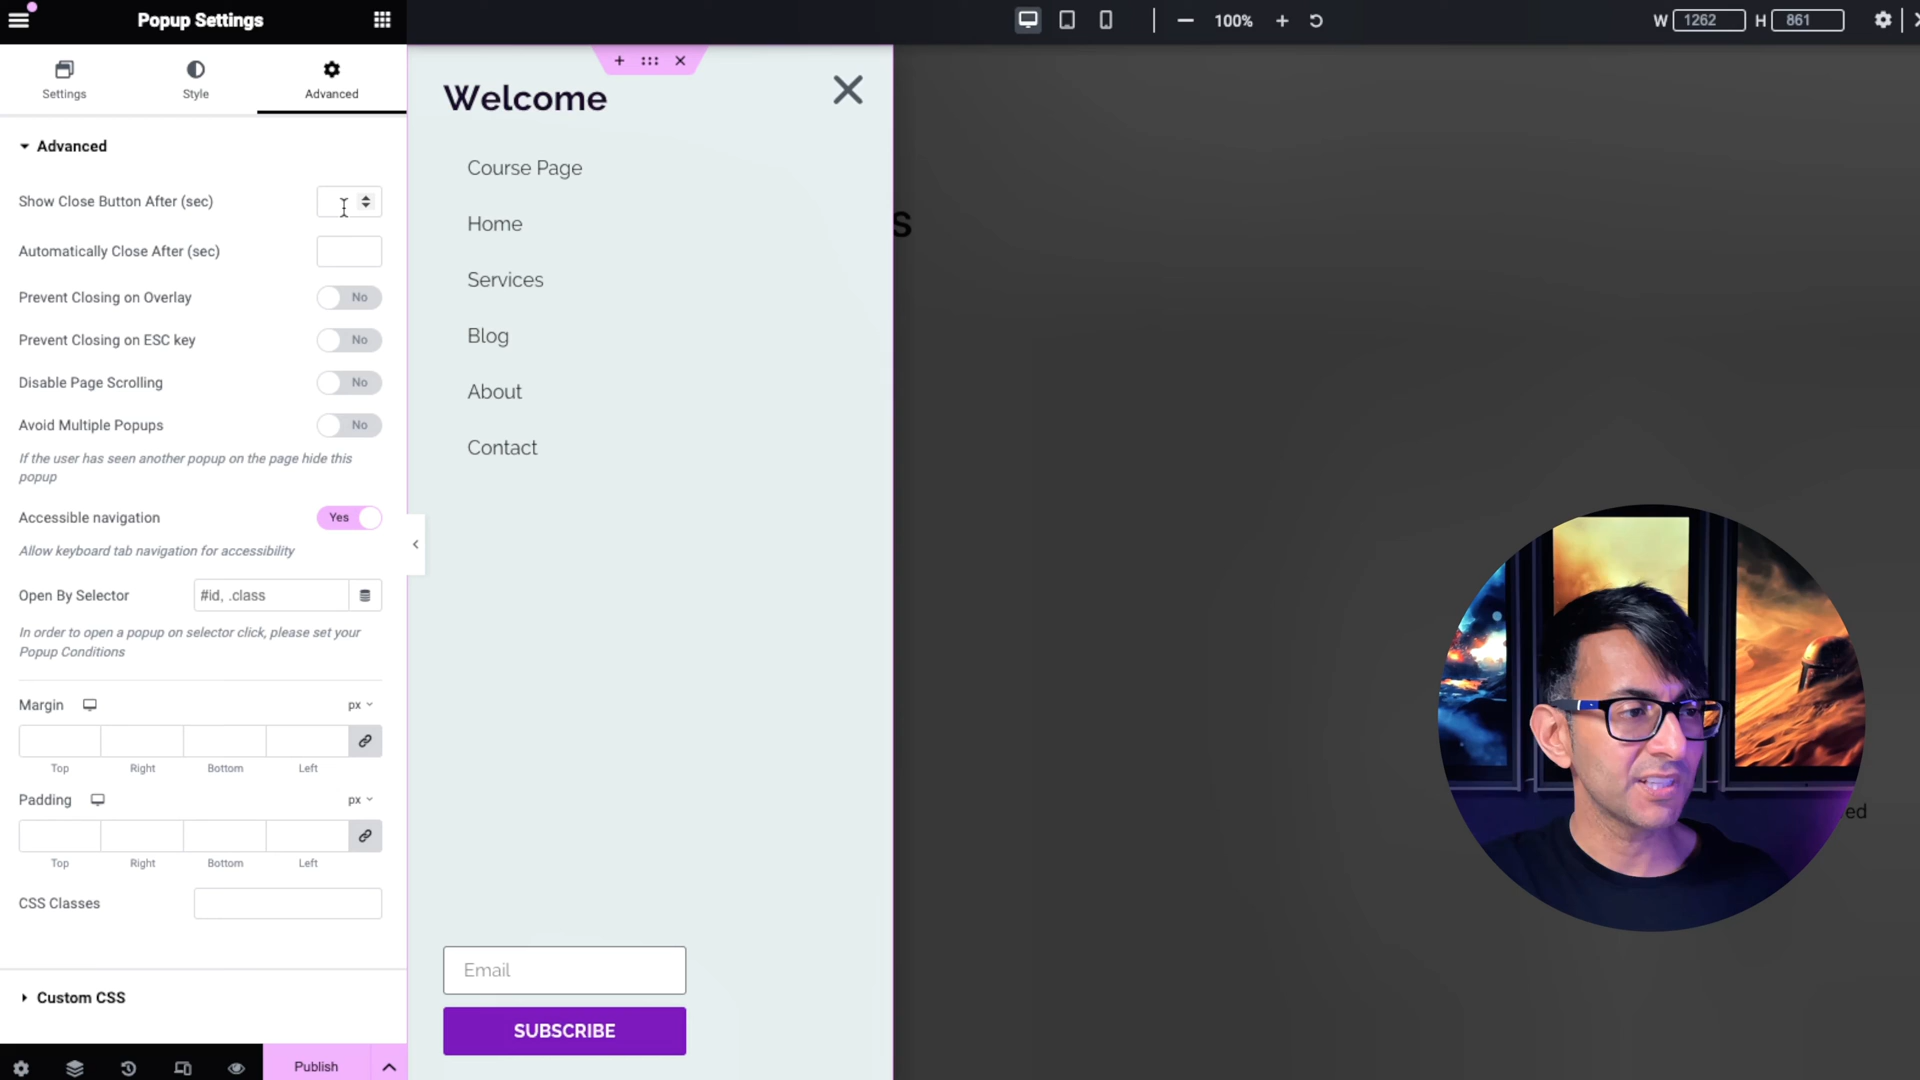 Popup Settings
100%
W 1262 H 861
Settings
Style
Advanced
Advanced
Show Close Button After (sec)
Automatically Close After (sec)
Prevent Closing on Overlay No
Prevent Closing on ESC key No
Disable Page Scrolling No
Avoid Multiple Popups No
If the user has seen another popup on the page hide this
popup
Accessible navigation Yes
Allow keyboard tab navigation for accessibility
Open By Selector #id, .class
In order to open a popup on selector click, please set your
Popup Conditions
Margin px
Top Right Bottom Left
Padding px
Top Right Bottom Left
CSS Classes
Custom CSS
Publish
Welcome
Course Page
Home
Services
Blog
About
Contact
Email
SUBSCRIBE
s
ed